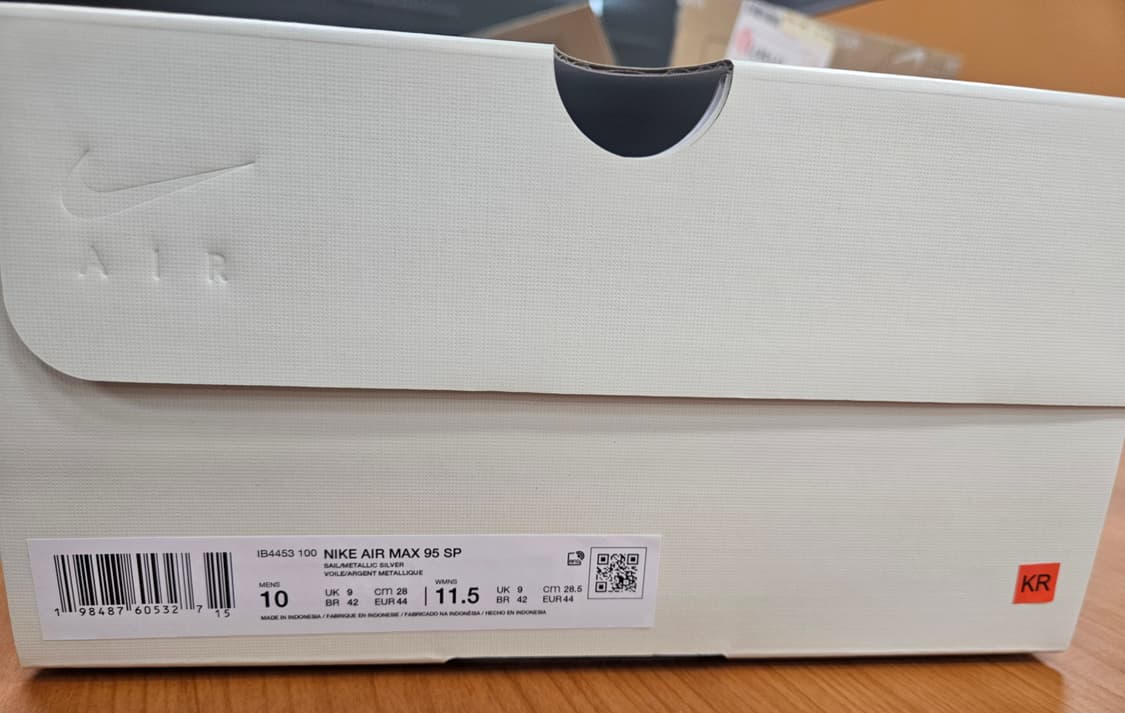 AIR
IB4453 100 NIKE AIR MAX 95 SP
SAIL/METALLIC SILVER
VOILE/ARGENT METALLIQUE
MENS
10
UK 9 cm 28
BR 42 EUR 44
WMNS
11.5
UK 9 cm 28.5
BR 42 EUR 44
MADE IN INDONESIA / FABRIQUE EN INDONESIE / FABRICADO NA INDONÉSIA / HECHO EN INDONESIA
1 98487 60532 7 15
KR